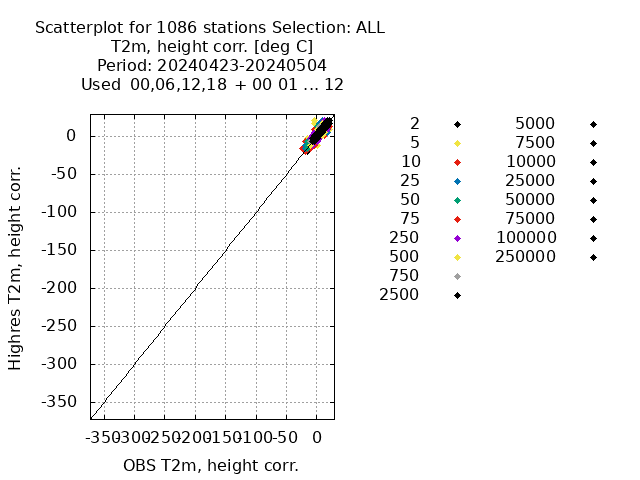 Scatterplot for 1086 stations Selection: ALL
T2m, height corr. [deg C]
Period: 20240423-20240504
Used 00,06,12,18 + 00 01 ... 12
Highres T2m, height corr.
0
-50
-100
-150
-200
-250
-300
-350
-350 -300 -250 -200 -150 -100 -50 0
OBS T2m, height corr.
2 5000
5 7500
10 10000
25 25000
50 50000
75 75000
250 100000
500 250000
750
2500